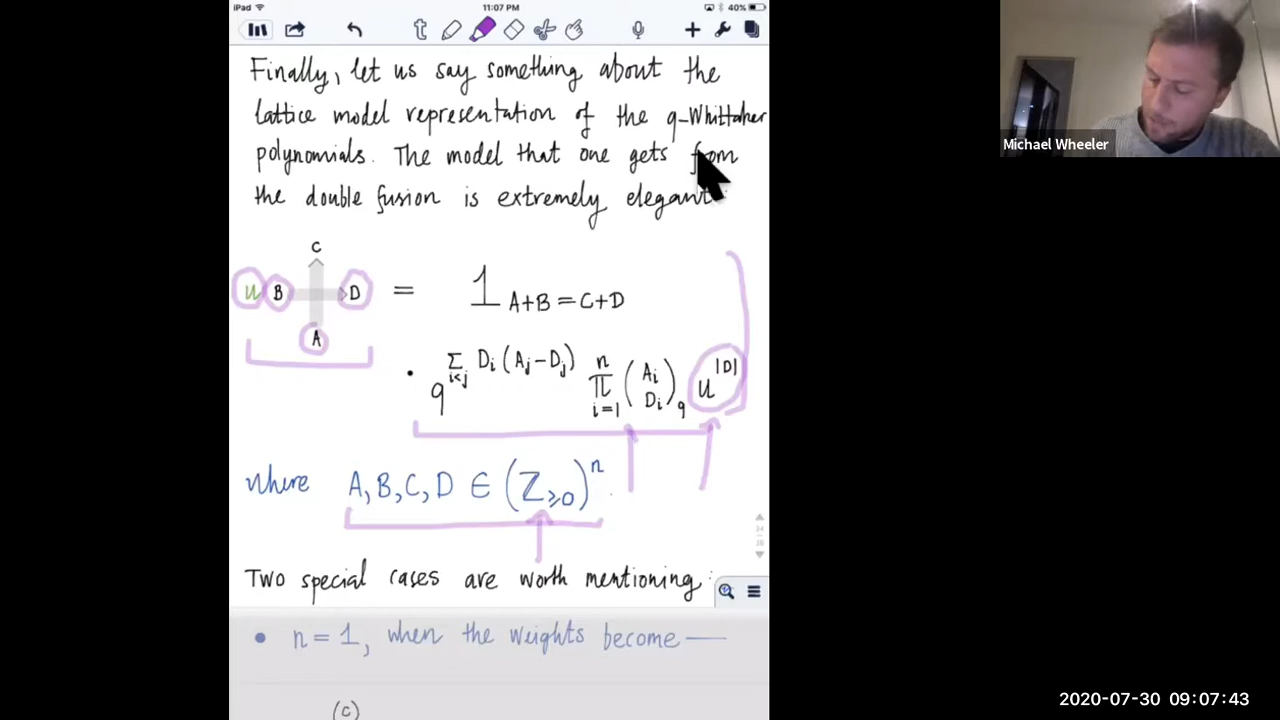 iPad 11:07 PM 40%
t
Finally, let us say something about the
lattice model representation of the q-Whittaker
polynomials. The model that one gets from
the double fusion is extremely elegant:
C
u B D = 1 A+B=C+D
A
· q^{Σ_{i<j} D_i(A_j-D_j)} ∏_{i=1}^{n} (A_i D_i)_q u^{|D|}
where A,B,C,D ∈ (ℤ_{≥0})^n.
Two special cases are worth mentioning:
• n=1, when the weights become —
(c)
Michael Wheeler
2020-07-30 09:07:43